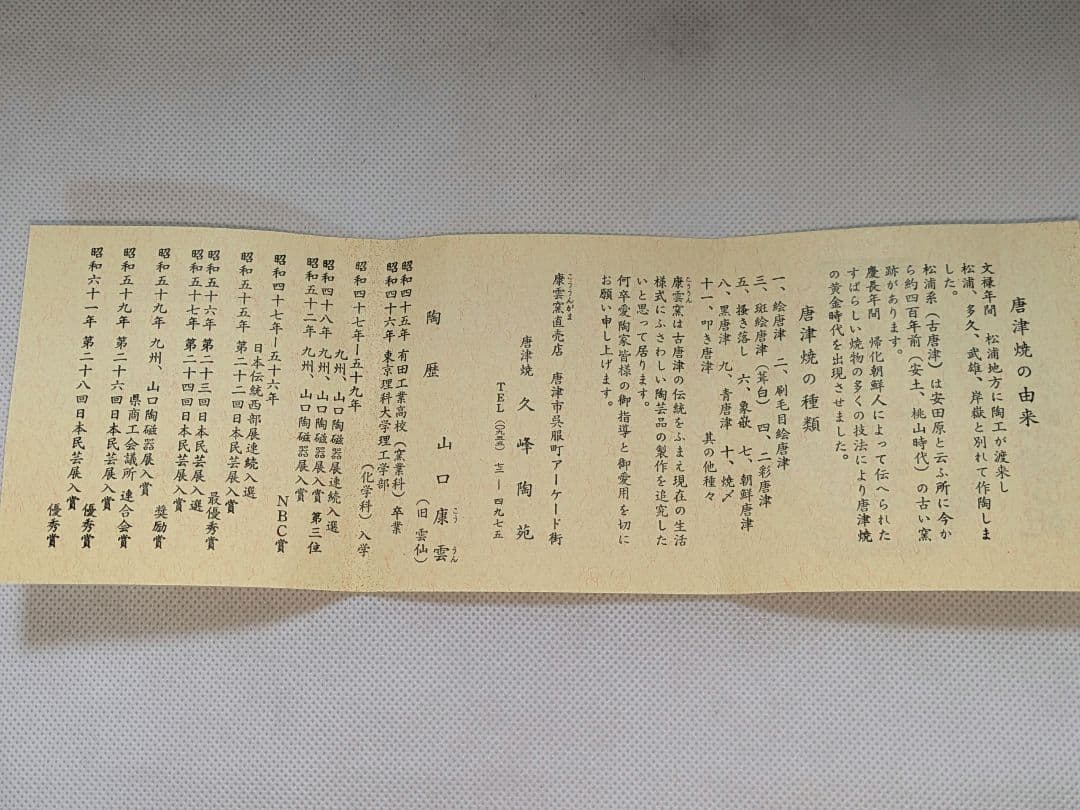 唐津焼の由来
文禄年間 松浦地方に陶工が渡来し
松浦、多久、武雄、岸嶽と別れて作陶しま
した。
松浦系（古唐津）は安田原と云ふ所に今か
ら約四百年前（安土、桃山時代）の古い窯
跡があります。
慶長年間 帰化朝鮮人によって伝へられた
すばらしい焼物の多くの技法により唐津焼
の黄金時代を出現させました。
唐津焼の種類
一、絵唐津 二、刷毛目絵唐津
三、斑絵唐津（茸白）四、二彩唐津
五、掻き落し 六、象嵌 七、朝鮮唐津
八、黒唐津 九、青唐津 十、焼〆
十一、叩き唐津 其の他種々
康雲窯は古唐津の伝統をふまえ現在の生活
様式にふさわしい陶芸品の製作を追究した
いと思って居ります。
何卒愛陶家皆様の御指導と御愛用を切に
お願い申し上げます。
康雲窯直売店 唐津市呉服町アーケード街
こううんがま
唐津焼 久峰陶苑
TEL 四九七五
陶歴 山口康雲
こう うん
（旧 雲仙）
昭和四十五年 有田工業高校（窯業科）卒業
昭和四十六年 東京理科大学理工学部
（化学科）入学
昭和四十七年ー五十九年
九州、山口陶磁器展連続入選
昭和四十八年 九州、山口陶磁器展入賞 第三位
昭和五十二年 九州、山口陶磁器展入賞
NBC賞
昭和四十七年ー五十六年
日本伝統西部展連続入選
昭和五十五年 第二十二回日本民芸展入賞
最優秀賞
昭和五十六年 第二十三回日本民芸展入選
昭和五十七年 第二十四回日本民芸展入賞
奨励賞
昭和五十九年 九州、山口陶磁器展入賞
県商工会議所 連合会賞
昭和五十九年 第二十六回日本民芸展入賞
優秀賞
昭和六十一年 第二十八回日本民芸展入賞
優秀賞